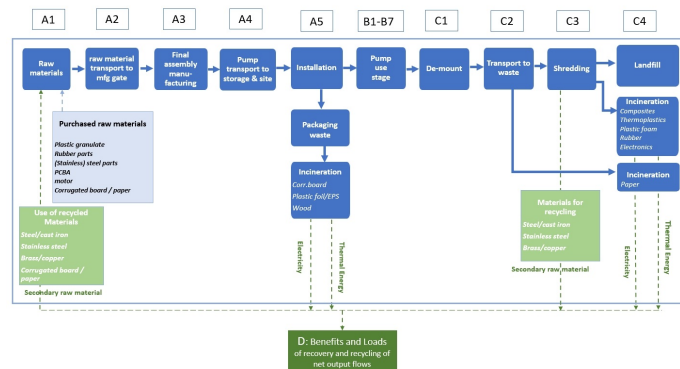 A1
A2
A3
A4
A5
B1-B7
C1
C2
C3
C4
Raw
materials
raw material
transport to
mfg gate
Final
assembly
manu-
facturing
Pump
transport to
storage & site
Installation
Pump
use
stage
De-mount
Transport to
waste
Shredding
Landfill
Purchased raw materials
Plastic granulate
Rubber parts
(Stainless) steel parts
PCBA
motor
Corrugated board / paper
Packaging
waste
Incineration
Corr.board
Plastic foil/EPS
Wood
Incineration
Composites
Thermoplastics
Plastic foam
Rubber
Electronics
Incineration
Paper
Use of recycled
Materials
Steel/cast iron
Stainless steel
Brass/copper
Corrugated board /
paper
Secondary raw material
Electricity
Thermal Energy
Materials for
recycling
Steel/cast iron
Stainless steel
Brass/copper
Secondary raw material
Electricity
Thermal Energy
D: Benefits and Loads
of recovery and recycling of
net output flows